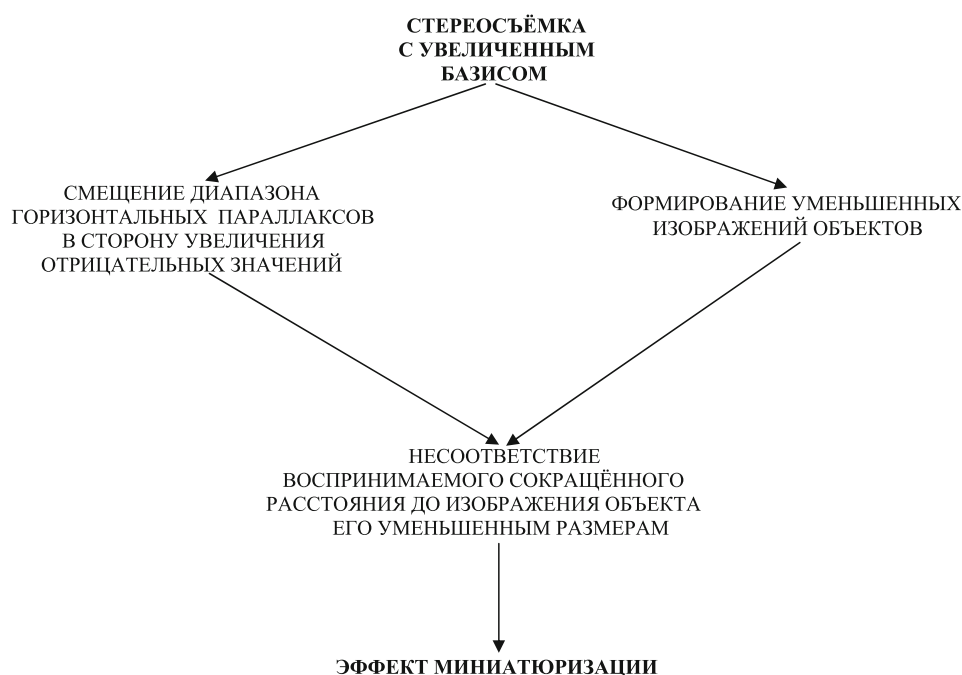 СТЕРЕОСЪЁМКА
С УВЕЛИЧЕННЫМ
БАЗИСОМ
СМЕЩЕНИЕ ДИАПАЗОНА
ГОРИЗОНТАЛЬНЫХ ПАРАЛЛАКСОВ
В СТОРОНУ УВЕЛИЧЕНИЯ
ОТРИЦАТЕЛЬНЫХ ЗНАЧЕНИЙ
ФОРМИРОВАНИЕ УМЕНЬШЕННЫХ
ИЗОБРАЖЕНИЙ ОБЪЕКТОВ
НЕСООТВЕТСТВИЕ
ВОСПРИНИМАЕМОГО СОКРАЩЁННОГО
РАССТОЯНИЯ ДО ИЗОБРАЖЕНИЯ ОБЪЕКТА
ЕГО УМЕНЬШЕННЫМ РАЗМЕРАМ
ЭФФЕКТ МИНИАТЮРИЗАЦИИ